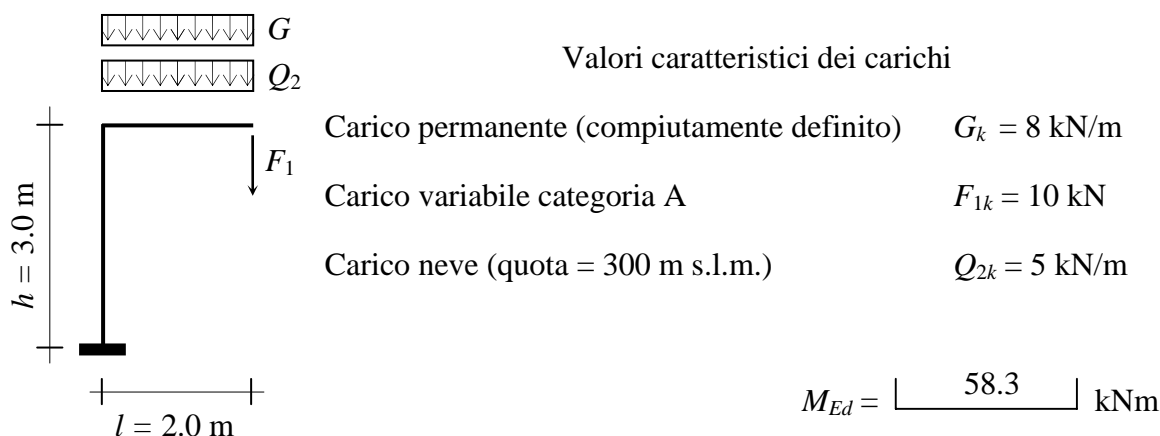 G
Q2
F1
h = 3.0 m
l = 2.0 m
Valori caratteristici dei carichi
Carico permanente (compiutamente definito) Gk = 8 kN/m
Carico variabile categoria A F1k = 10 kN
Carico neve (quota = 300 m s.l.m.) Q2k = 5 kN/m
MEd = 58.3 kNm